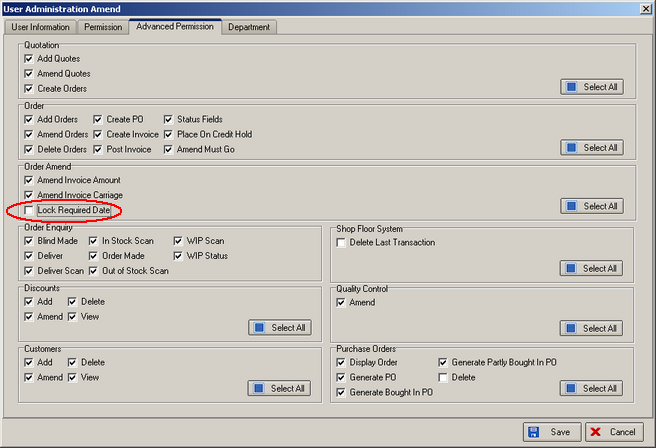 User Administration Amend
User Information
Permission
Advanced Permission
Department
Quotation
Add Quotes
Amend Quotes
Create Orders
Select All
Order
Add Orders
Create PO
Status Fields
Amend Orders
Create Invoice
Place On Credit Hold
Delete Orders
Post Invoice
Amend Must Go
Select All
Order Amend
Amend Invoice Amount
Amend Invoice Carriage
Lock Required Date
Select All
Order Enquiry
Blind Made
In Stock Scan
WIP Scan
Deliver
Order Made
WIP Status
Deliver Scan
Out of Stock Scan
Shop Floor System
Delete Last Transaction
Select All
Discounts
Add
Delete
Amend
View
Select All
Quality Control
Amend
Select All
Customers
Add
Delete
Amend
View
Select All
Purchase Orders
Display Order
Generate Partly Bought In PO
Generate PO
Delete
Generate Bought In PO
Select All
Save
Cancel